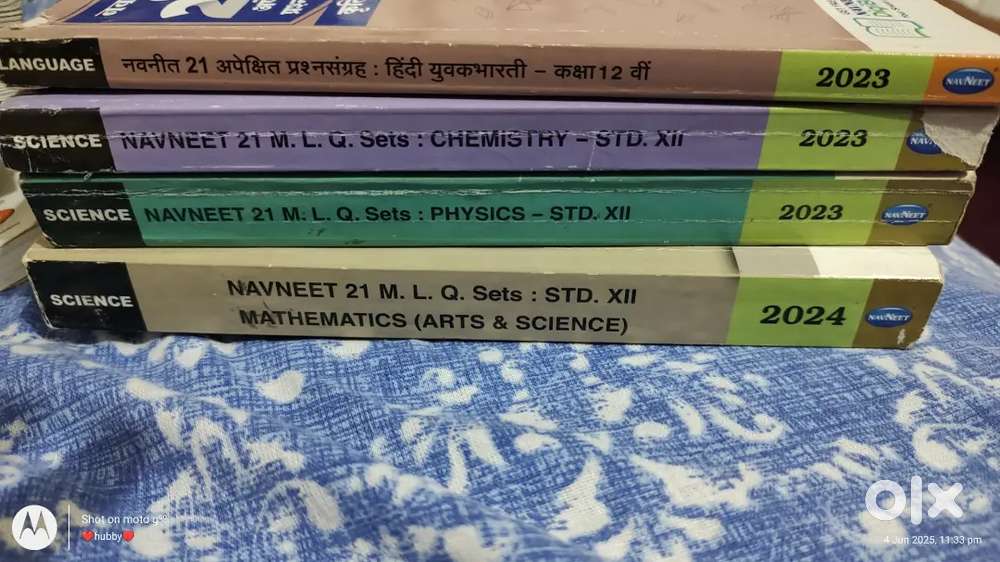 LANGUAGE
नवनीत 21 अपेक्षित प्रश्नसंग्रह : हिंदी युवकभारती – कक्षा 12 वीं
2023
NAVNEET
SCIENCE
NAVNEET 21 M. L. Q. Sets : CHEMISTRY – STD. XII
2023
SCIENCE
NAVNEET 21 M. L. Q. Sets : PHYSICS – STD. XII
2023
NAVNEET
SCIENCE
NAVNEET 21 M. L. Q. Sets : STD. XII
MATHEMATICS (ARTS & SCIENCE)
2024
NAVNEET
olx
Shot on moto g
❤️hubby❤️
4 Jun 2025, 11:33 pm